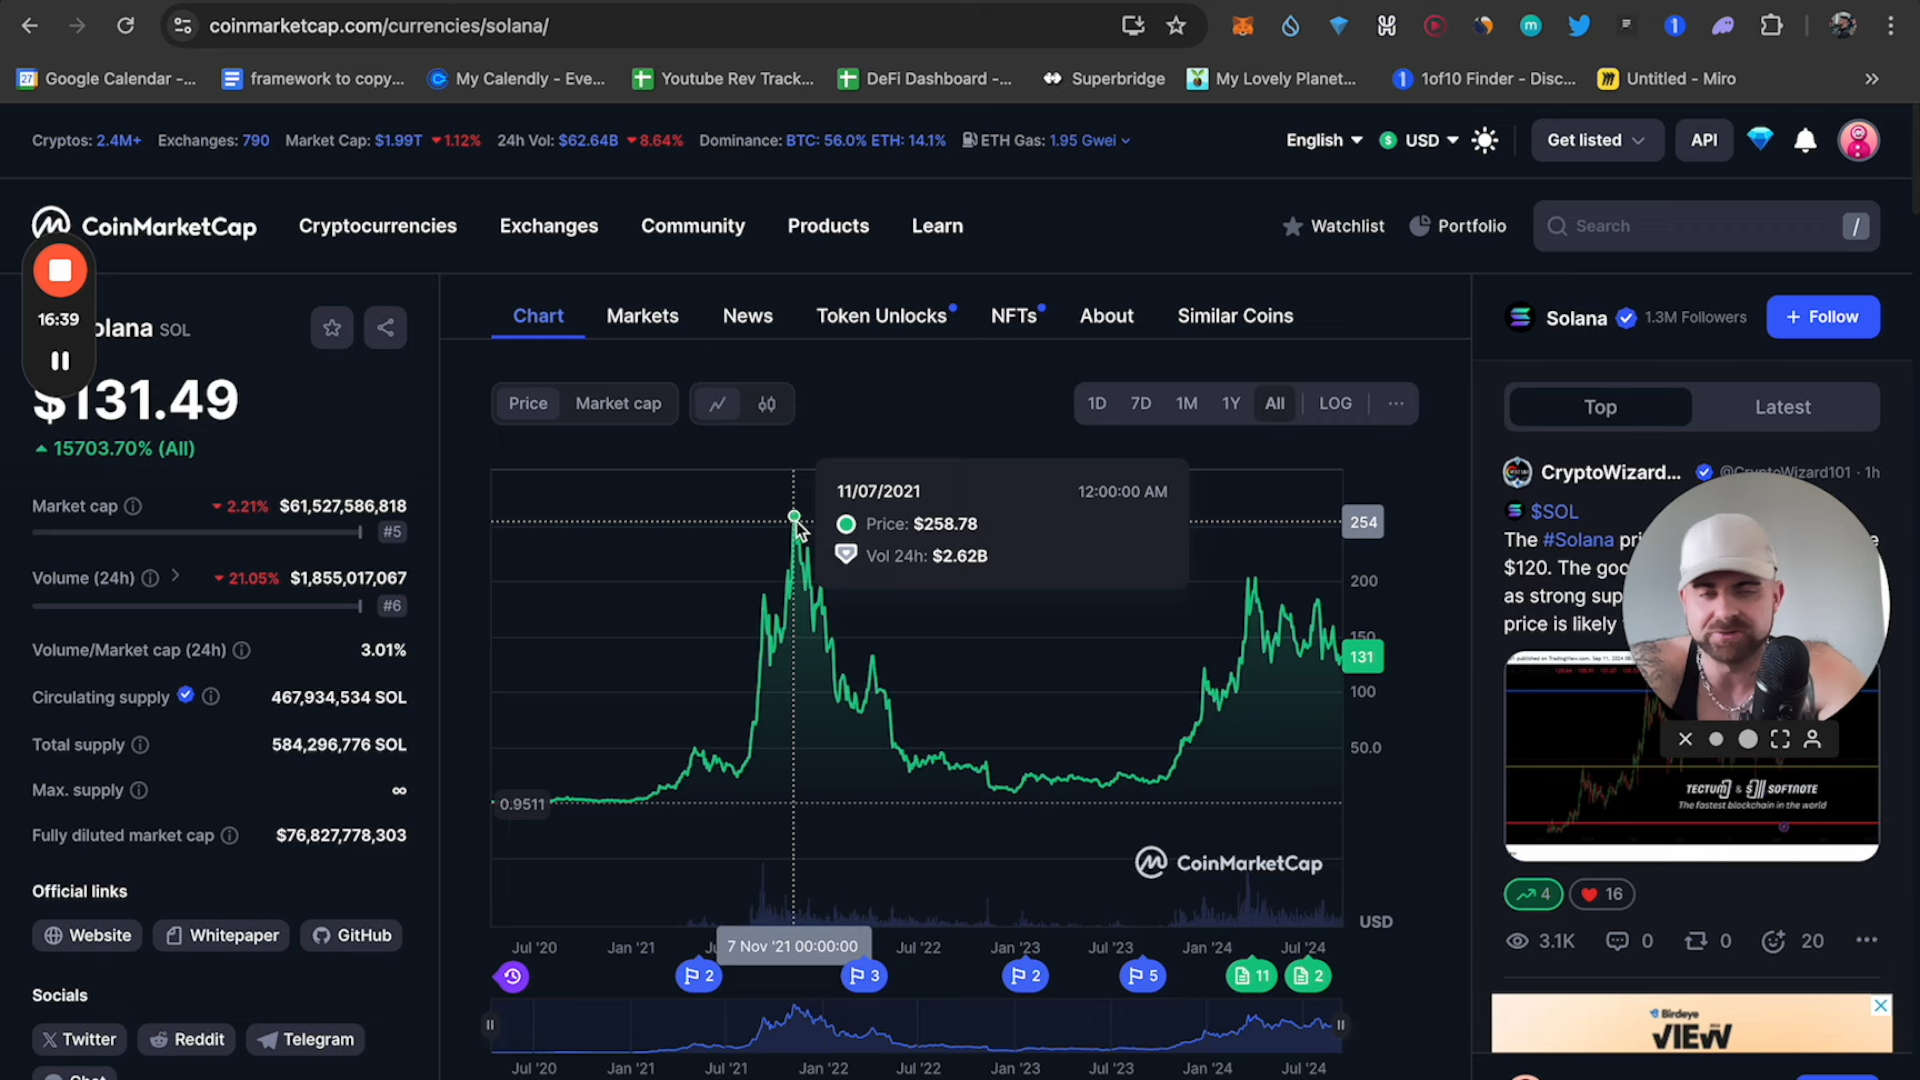 coinmarketcap.com/currencies/solana/
Google Calendar -... framework to copy... My Calendly - Eve... Youtube Rev Track... DeFi Dashboard -... Superbridge My Lovely Planet... 1of10 Finder - Disc... Untitled - Miro
Cryptos: 2.4M+ Exchanges: 790 Market Cap: $1.99T 1.12% 24h Vol: $62.64B 8.64% Dominance: BTC: 56.0% ETH: 14.1% ETH Gas: 1.95 Gwei
English USD Get listed API
CoinMarketCap Cryptocurrencies Exchanges Community Products Learn Watchlist Portfolio Search /
16:39
olana SOL
$131.49
15703.70% (All)
Market cap 2.21% $61,527,586,818
#5
Volume (24h) 21.05% $1,855,017,067
#6
Volume/Market cap (24h) 3.01%
Circulating supply 467,934,534 SOL
Total supply 584,296,776 SOL
Max. supply ∞
Fully diluted market cap $76,827,778,303
Official links
Website Whitepaper GitHub
Socials
Twitter Reddit Telegram
Chat
Chart Markets News Token Unlocks NFTs About Similar Coins
Price Market cap 1D 7D 1M 1Y All LOG ...
11/07/2021 12:00:00 AM
Price: $258.78
Vol 24h: $2.62B
254
200
150
131
100
50.0
0.9511
CoinMarketCap
USD
Jul '20 Jan '21 7 Nov '21 00:00:00 Jul '22 Jan '23 Jul '23 Jan '24 Jul '24
2 3 2 5 11 2
Jul '20 Jan '21 Jul '21 Jan '22 Jul '22 Jan '23 Jul '23 Jan '24 Jul '24
Solana 1.3M Followers + Follow
Top Latest
CryptoWizard... @CryptoWizard101 · 1h
$SOL
The #Solana
$120. The
as strong
price is likely
TECTUM & SOFTNOTE
The fastest blockchain in the world
4 16
3.1K 0 0 20 ...
Birdeye
VIEW